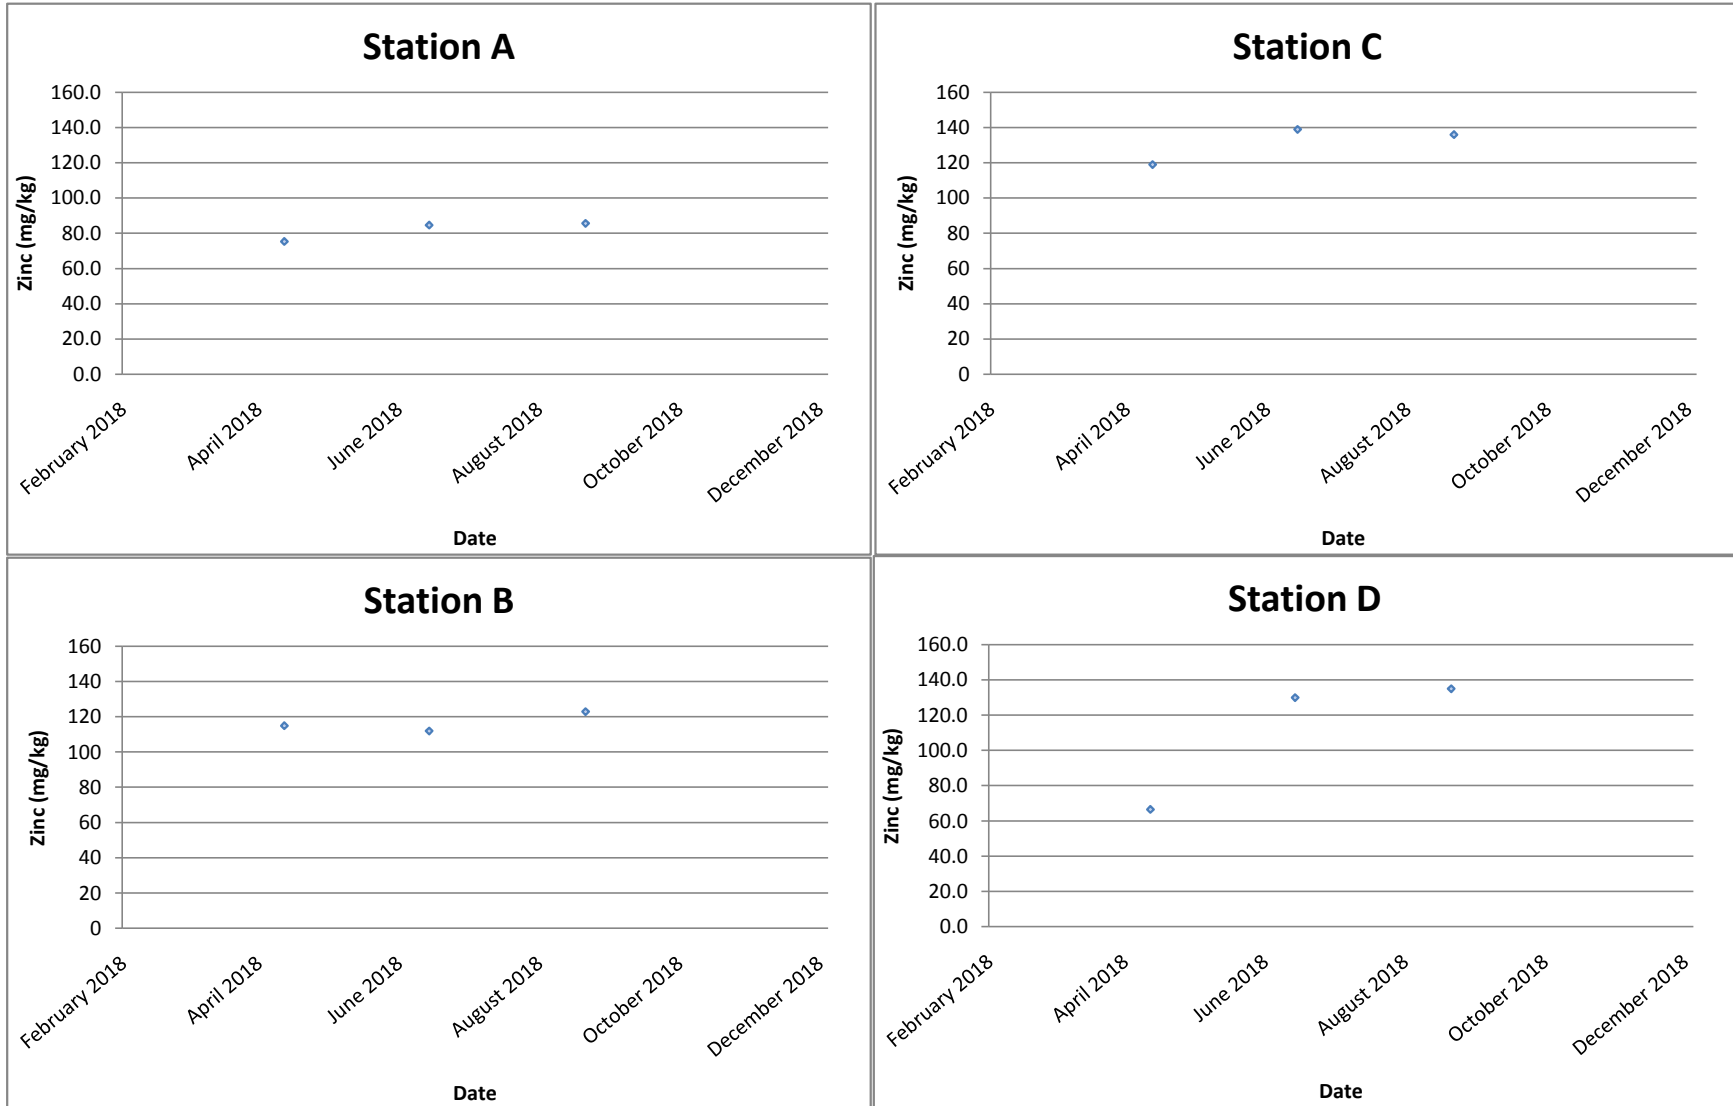 Station A
160.0
140.0
120.0
100.0
80.0
60.0
40.0
20.0
0.0
Zinc (mg/kg)
February 2018
April 2018
June 2018
August 2018
October 2018
December 2018
Date
Station C
160
140
120
100
80
60
40
20
0
Zinc (mg/kg)
February 2018
April 2018
June 2018
August 2018
October 2018
December 2018
Date
Station B
160
140
120
100
80
60
40
20
0
Zinc (mg/kg)
February 2018
April 2018
June 2018
August 2018
October 2018
December 2018
Date
Station D
160.0
140.0
120.0
100.0
80.0
60.0
40.0
20.0
0.0
Zinc (mg/kg)
February 2018
April 2018
June 2018
August 2018
October 2018
December 2018
Date